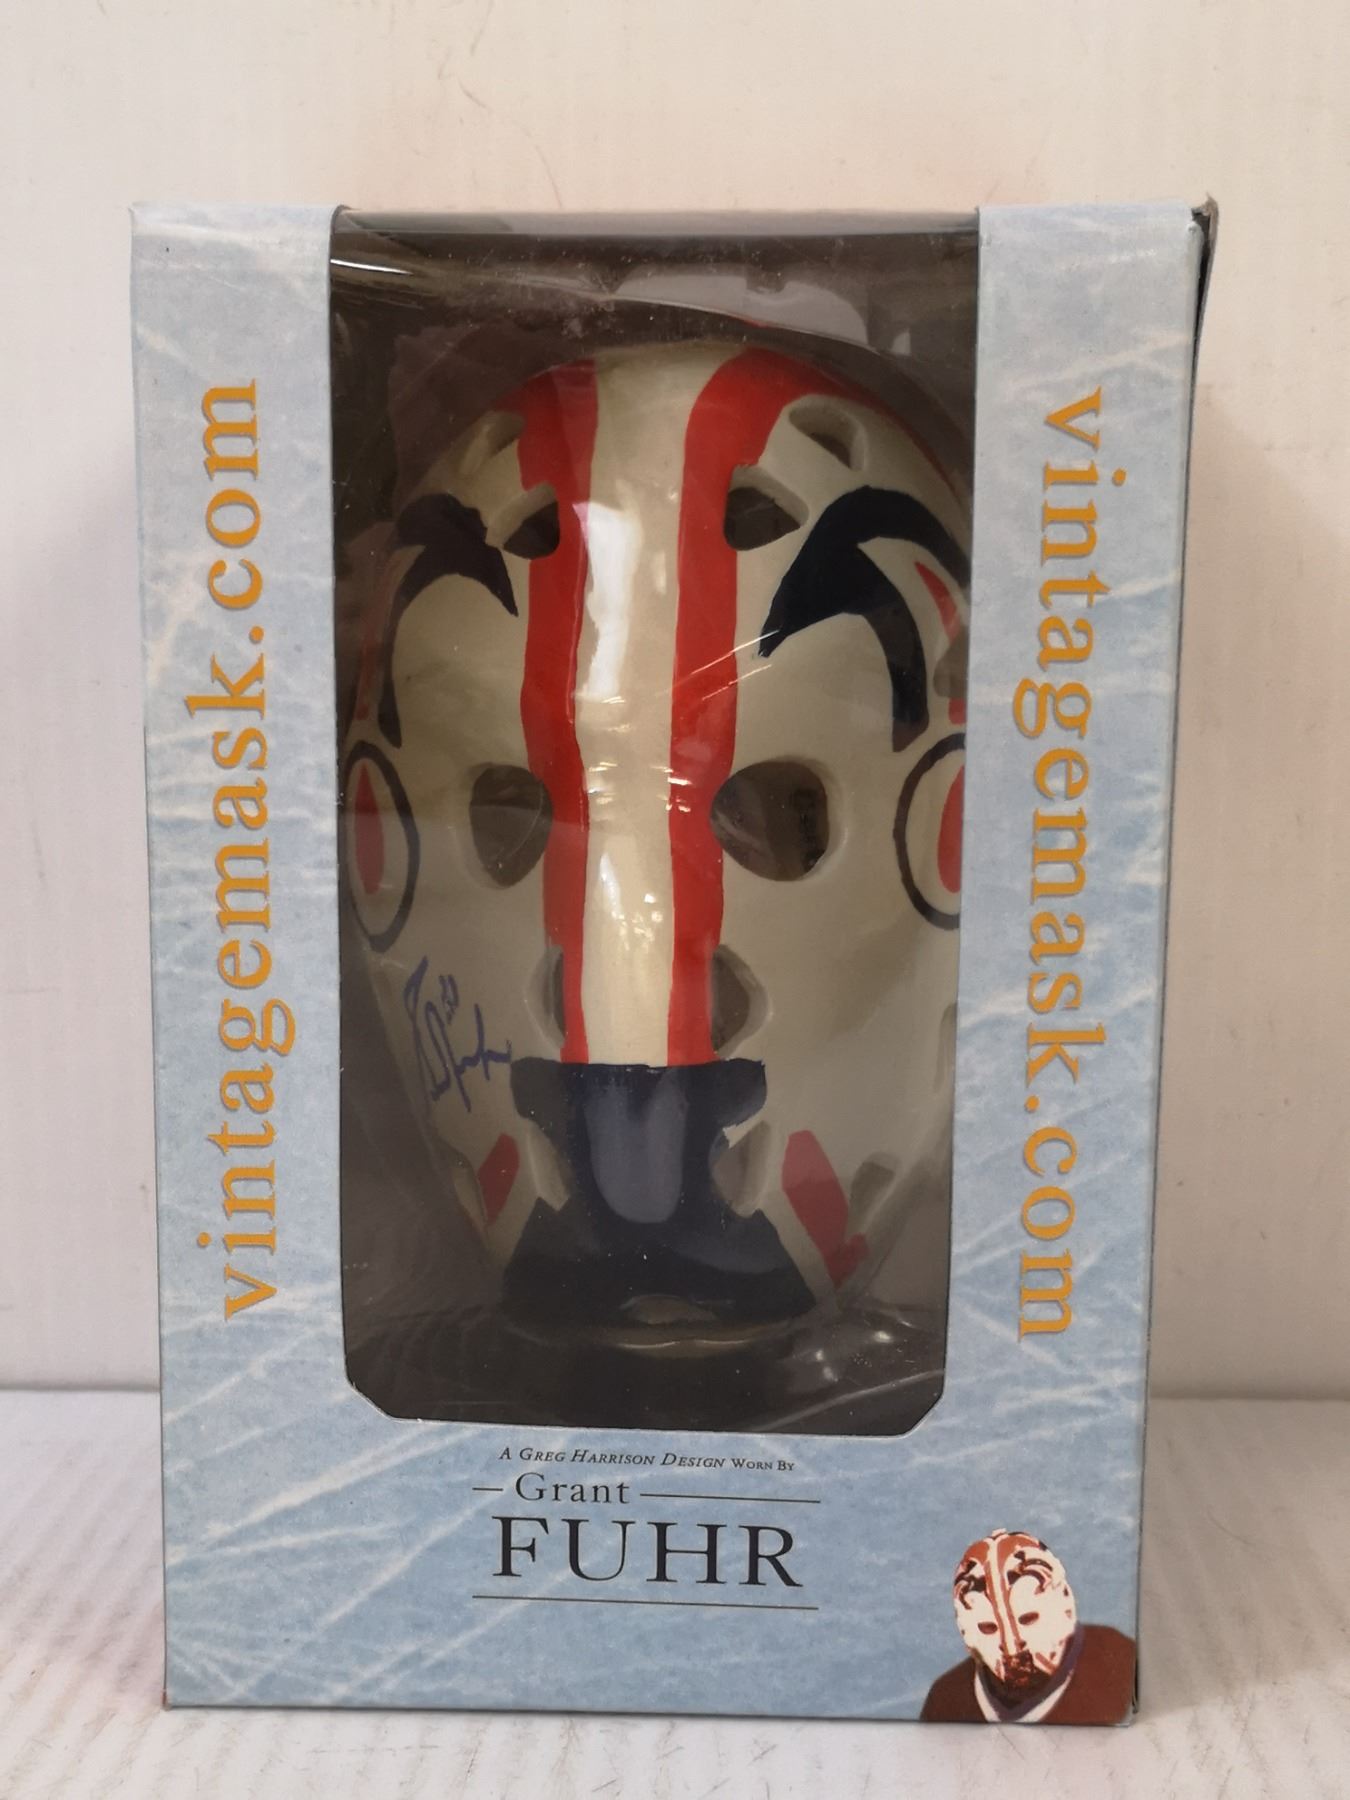 vintagemask.com
vintagemask.com
A GREG HARRISON DESIGN WORN BY
Grant
FUHR